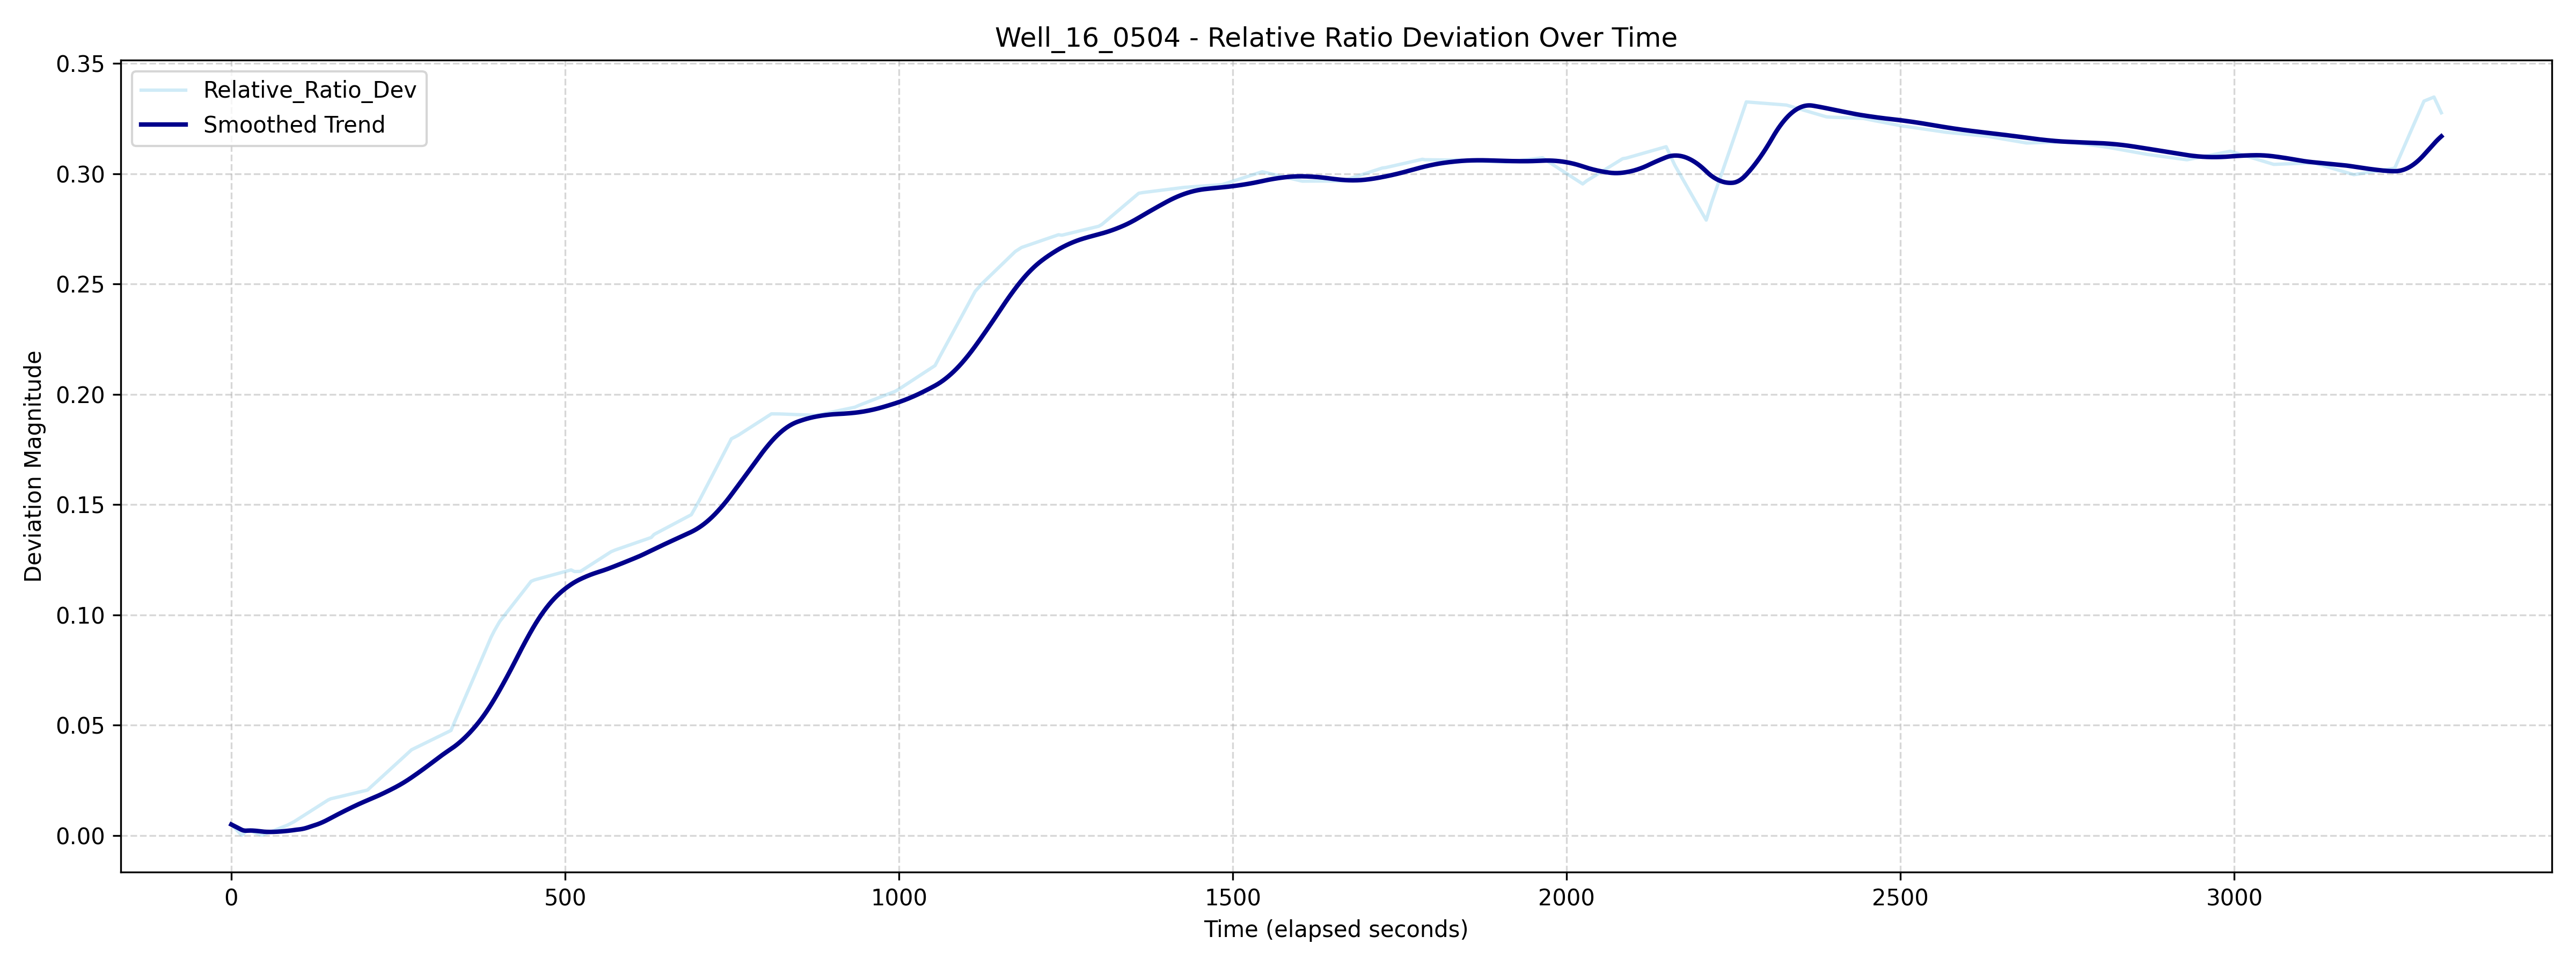 Well_16_0504 - Relative Ratio Deviation Over Time
Relative_Ratio_Dev
Smoothed Trend
Deviation Magnitude
0.35
0.30
0.25
0.20
0.15
0.10
0.05
0.00
0 500 1000 1500 2000 2500 3000
Time (elapsed seconds)